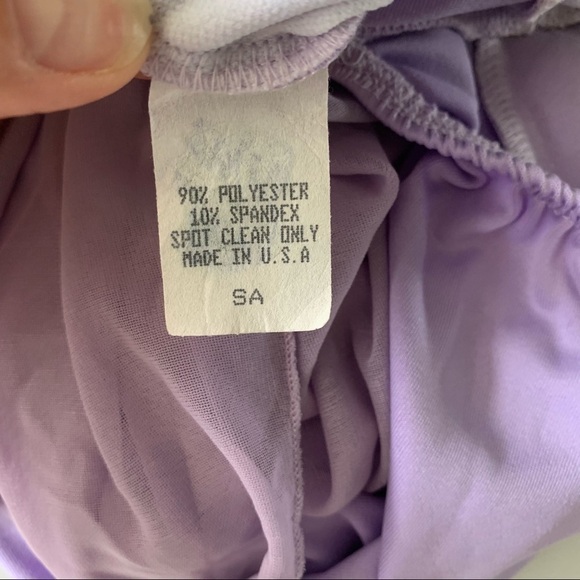 90% POLYESTER
10% SPANDEX
SPOT CLEAN ONLY
MADE IN U.S.A
SA